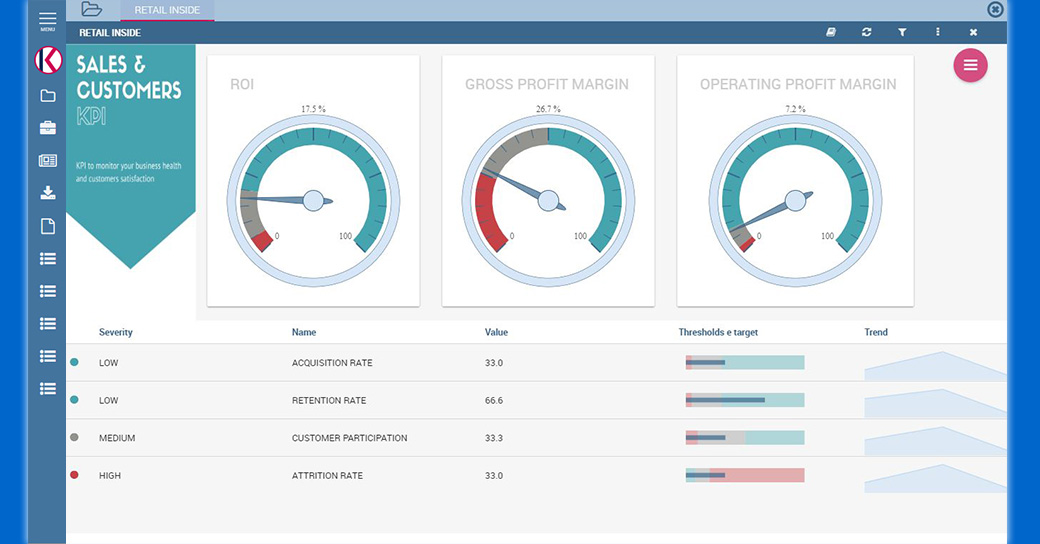 RETAIL INSIDE
MENU
RETAIL INSIDE
SALES &
CUSTOMERS
KPI
KPI to monitor your business health
and customers satisfaction
ROI
17.5 %
0
100
GROSS PROFIT MARGIN
26.7 %
0
100
OPERATING PROFIT MARGIN
7.2 %
0
100
Severity Name Value Thresholds e target Trend
LOW ACQUISITION RATE 33.0
LOW RETENTION RATE 66.6
MEDIUM CUSTOMER PARTICIPATION 33.3
HIGH ATTRITION RATE 33.0